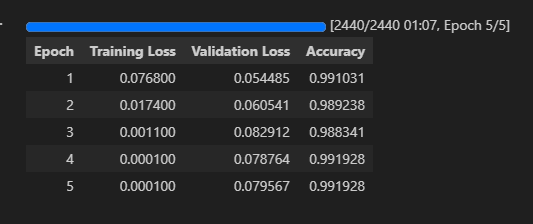 [2440/2440 01:07, Epoch 5/5]
Epoch Training Loss Validation Loss Accuracy
1 0.076800 0.054485 0.991031
2 0.017400 0.060541 0.989238
3 0.001100 0.082912 0.988341
4 0.000100 0.078764 0.991928
5 0.000100 0.079567 0.991928